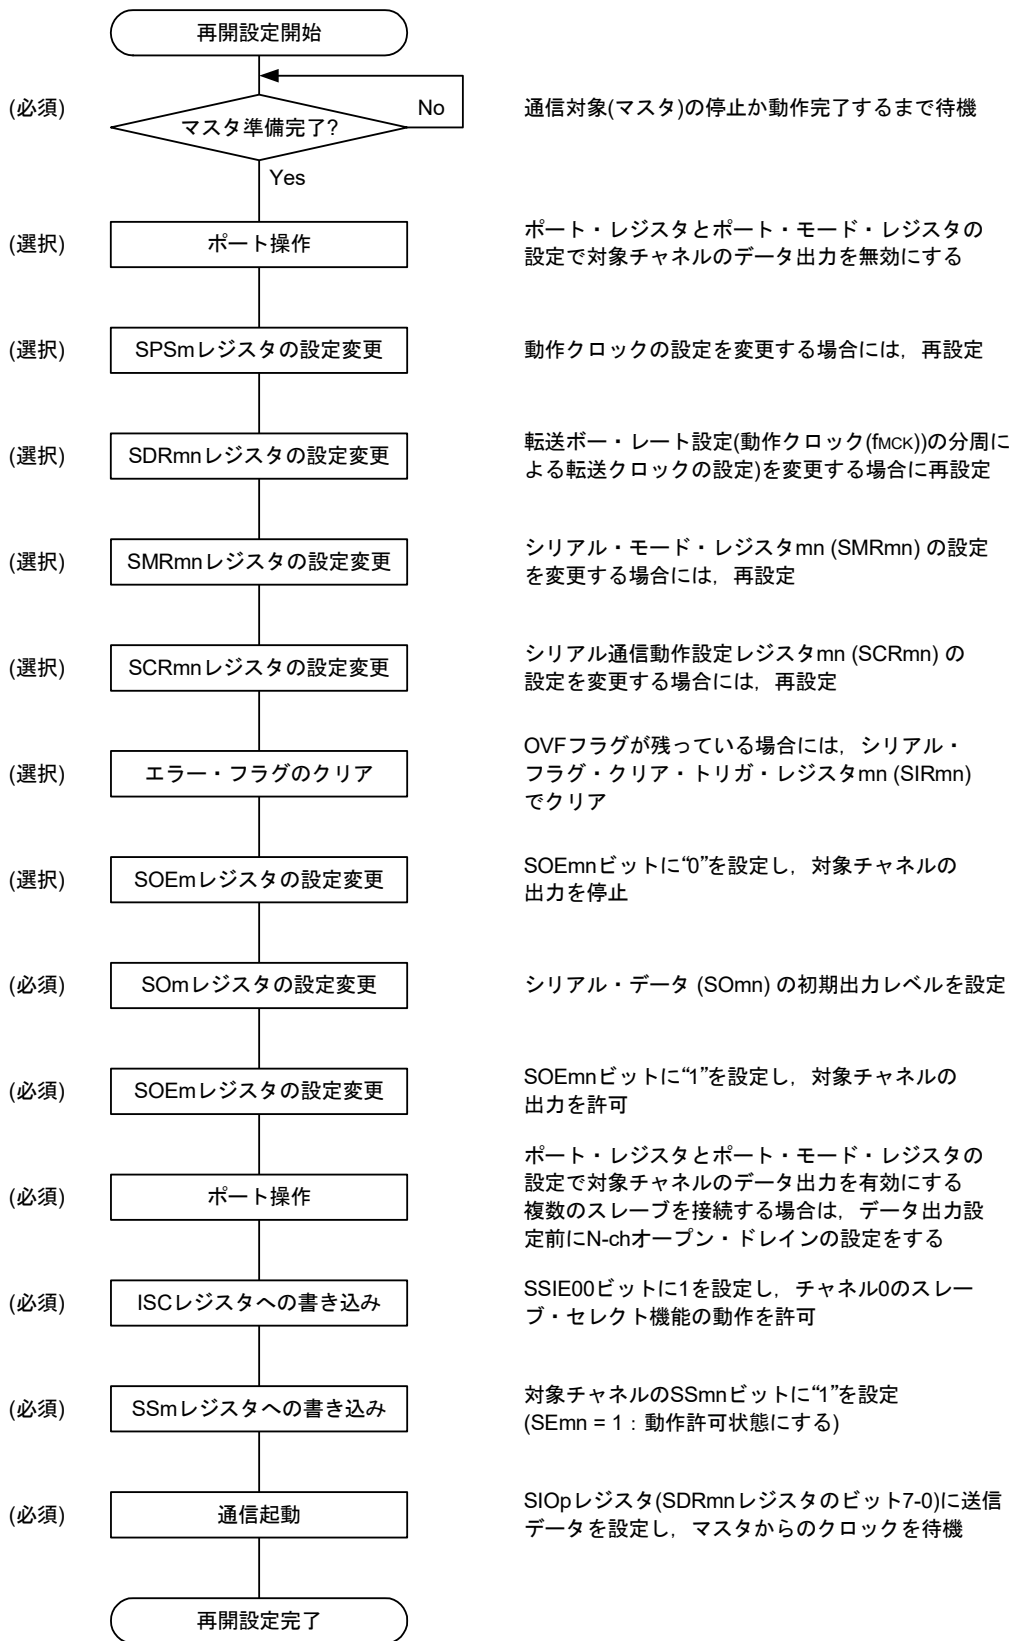 再開設定開始
(必須)
マスタ準備完了?
No
通信対象(マスタ)の停止か動作完了するまで待機
Yes
(選択)
ポート操作
ポート・レジスタとポート・モード・レジスタの
設定で対象チャネルのデータ出力を無効にする
(選択)
SPSmレジスタの設定変更
動作クロックの設定を変更する場合には，再設定
(選択)
SDRmnレジスタの設定変更
転送ボー・レート設定(動作クロック(fMCK))の分周に
よる転送クロックの設定)を変更する場合に再設定
(選択)
SMRmnレジスタの設定変更
シリアル・モード・レジスタmn (SMRmn) の設定
を変更する場合には，再設定
(選択)
SCRmnレジスタの設定変更
シリアル通信動作設定レジスタmn (SCRmn) の
設定を変更する場合には，再設定
(選択)
エラー・フラグのクリア
OVFフラグが残っている場合には，シリアル・
フラグ・クリア・トリガ・レジスタmn (SIRmn)
でクリア
(選択)
SOEmレジスタの設定変更
SOEmnビットに“0”を設定し，対象チャネルの
出力を停止
(必須)
SOmレジスタの設定変更
シリアル・データ (SOmn) の初期出力レベルを設定
(必須)
SOEmレジスタの設定変更
SOEmnビットに“1”を設定し，対象チャネルの
出力を許可
(必須)
ポート操作
ポート・レジスタとポート・モード・レジスタの
設定で対象チャネルのデータ出力を有効にする
複数のスレーブを接続する場合は，データ出力設
定前にN-chオープン・ドレインの設定をする
(必須)
ISCレジスタへの書き込み
SSIE00ビットに1を設定し，チャネル0のスレー
ブ・セレクト機能の動作を許可
(必須)
SSmレジスタへの書き込み
対象チャネルのSSmnビットに“1”を設定
(SEmn = 1：動作許可状態にする)
(必須)
通信起動
SIOpレジスタ(SDRmnレジスタのビット7-0)に送信
データを設定し，マスタからのクロックを待機
再開設定完了